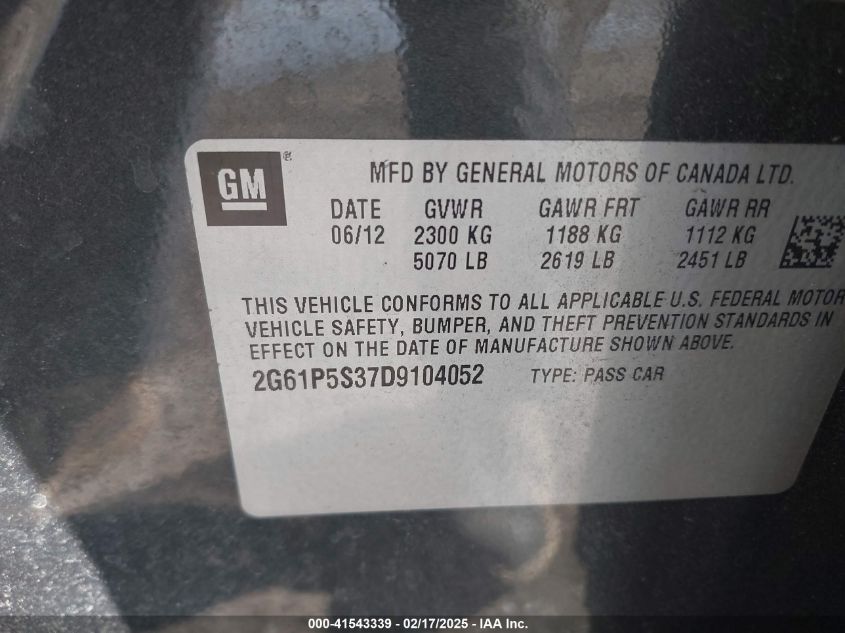 GM®
MFD BY GENERAL MOTORS OF CANADA LTD.
DATE GVWR GAWR FRT GAWR RR
06/12 2300 KG 1188 KG 1112 KG
5070 LB 2619 LB 2451 LB
THIS VEHICLE CONFORMS TO ALL APPLICABLE U.S. FEDERAL MOTOR
VEHICLE SAFETY, BUMPER, AND THEFT PREVENTION STANDARDS IN
EFFECT ON THE DATE OF MANUFACTURE SHOWN ABOVE.
2G61P5S37D9104052 TYPE: PASS CAR
000-41543339 - 02/17/2025 - IAA Inc.